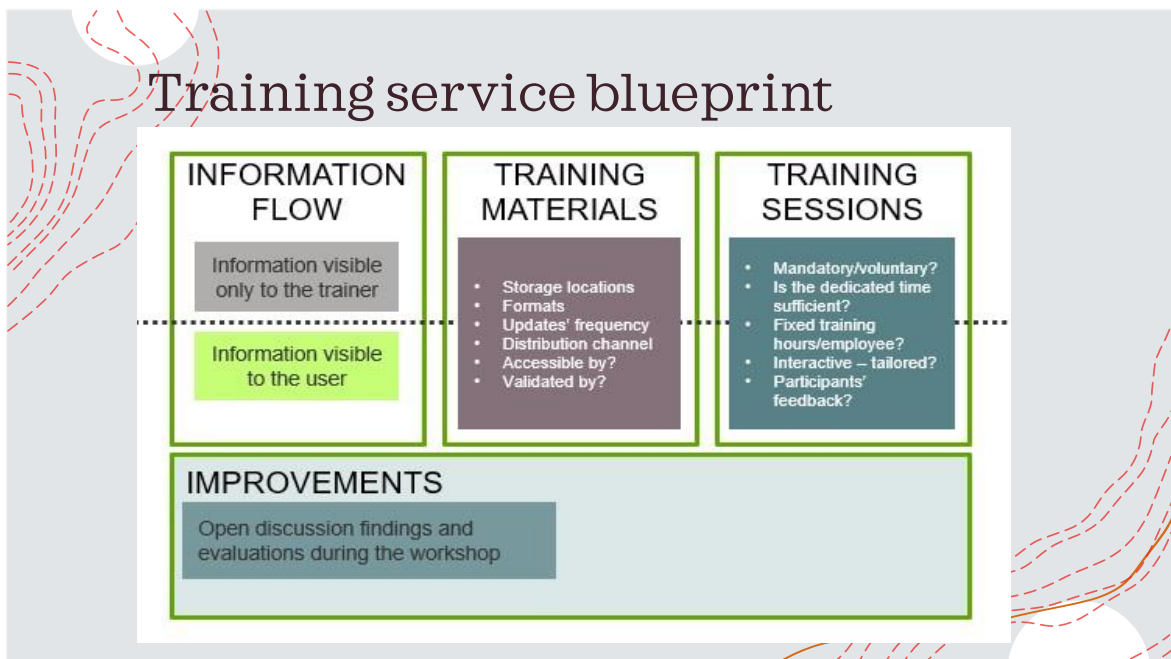 Training service blueprint
INFORMATION
FLOW
Information visible
only to the trainer
Information visible
to the user
TRAINING
MATERIALS
• Storage locations
• Formats
• Updates’ frequency
• Distribution channel
• Accessible by?
• Validated by?
TRAINING
SESSIONS
• Mandatory/voluntary?
• Is the dedicated time
sufficient?
• Fixed training
hours/employee?
• Interactive – tailored?
• Participants’
feedback?
IMPROVEMENTS
Open discussion findings and
evaluations during the workshop